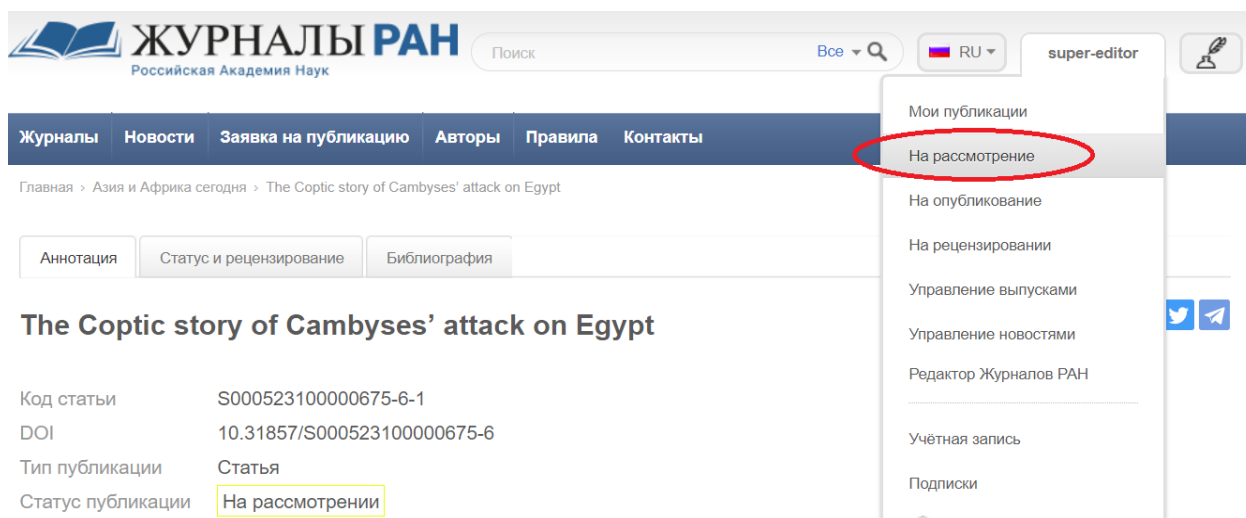 ЖУРНАЛЫ РАН
Российская Академия Наук
Поиск
Все
RU
super-editor
Журналы Новости Заявка на публикацию Авторы Правила Контакты
Главная › Азия и Африка сегодня › The Coptic story of Cambyses’ attack on Egypt
Мои публикации
На рассмотрение
На опубликование
На рецензировании
Управление выпусками
Управление новостями
Редактор Журналов РАН
Учётная запись
Подписки
Аннотация Статус и рецензирование Библиография
The Coptic story of Cambyses’ attack on Egypt
Код статьи S000523100000675-6-1
DOI 10.31857/S000523100000675-6
Тип публикации Статья
Статус публикации На рассмотрении